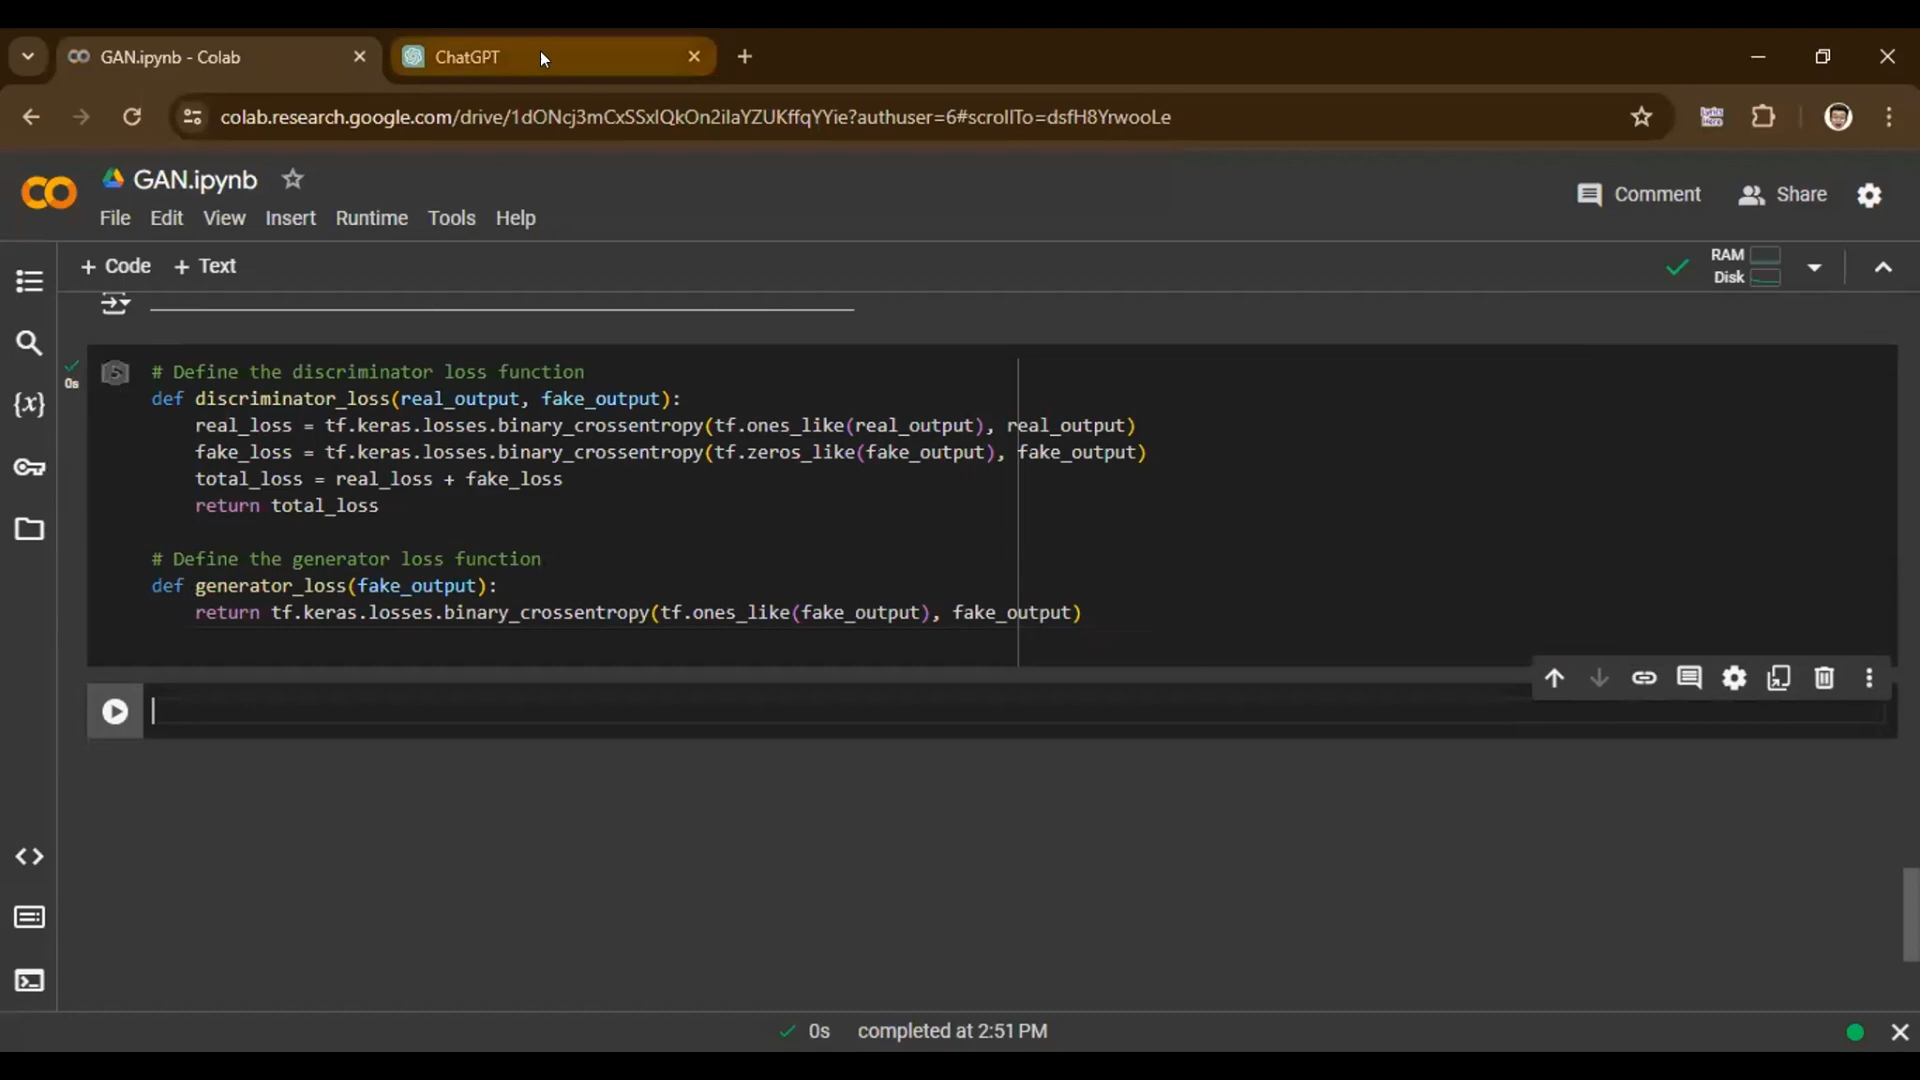 GAN.ipynb - Colab
ChatGPT
colab.research.google.com/drive/1dONcj3mCxSSxlQkOn2ilaYZUKffqYYie?authuser=6#scrollTo=dsfH8YrwooLe
GAN.ipynb
File Edit View Insert Runtime Tools Help
Comment
Share
+ Code + Text
RAM
Disk
0s
[5]
# Define the discriminator loss function
def discriminator_loss(real_output, fake_output):
    real_loss = tf.keras.losses.binary_crossentropy(tf.ones_like(real_output), real_output)
    fake_loss = tf.keras.losses.binary_crossentropy(tf.zeros_like(fake_output), fake_output)
    total_loss = real_loss + fake_loss
    return total_loss
# Define the generator loss function
def generator_loss(fake_output):
    return tf.keras.losses.binary_crossentropy(tf.ones_like(fake_output), fake_output)
{x}
0s completed at 2:51 PM